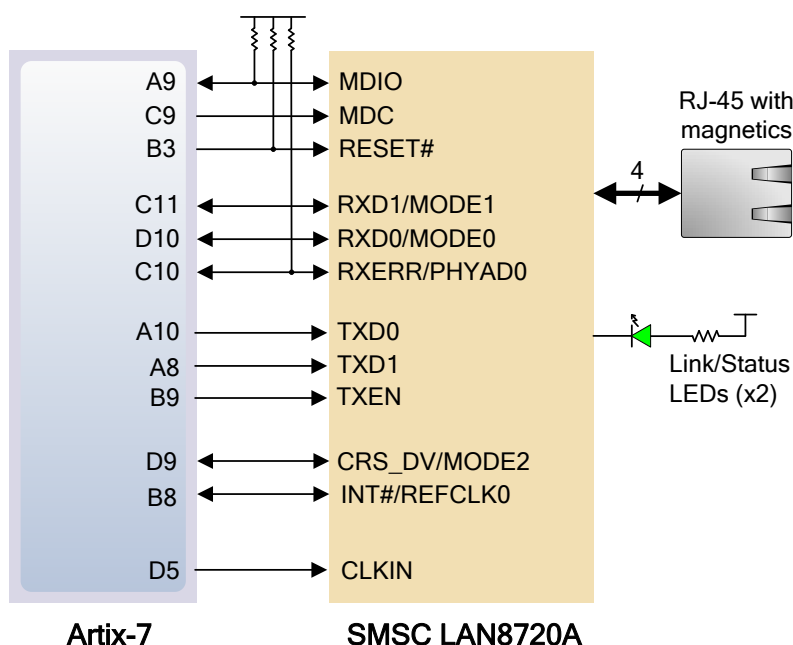 A9 MDIO
C9 MDC
B3 RESET#
C11 RXD1/MODE1
D10 RXD0/MODE0
C10 RXERR/PHYAD0
A10 TXD0
A8 TXD1
B9 TXEN
D9 CRS_DV/MODE2
B8 INT#/REFCLK0
D5 CLKIN
RJ-45 with
magnetics
4
Link/Status
LEDs (x2)
Artix-7
SMSC LAN8720A